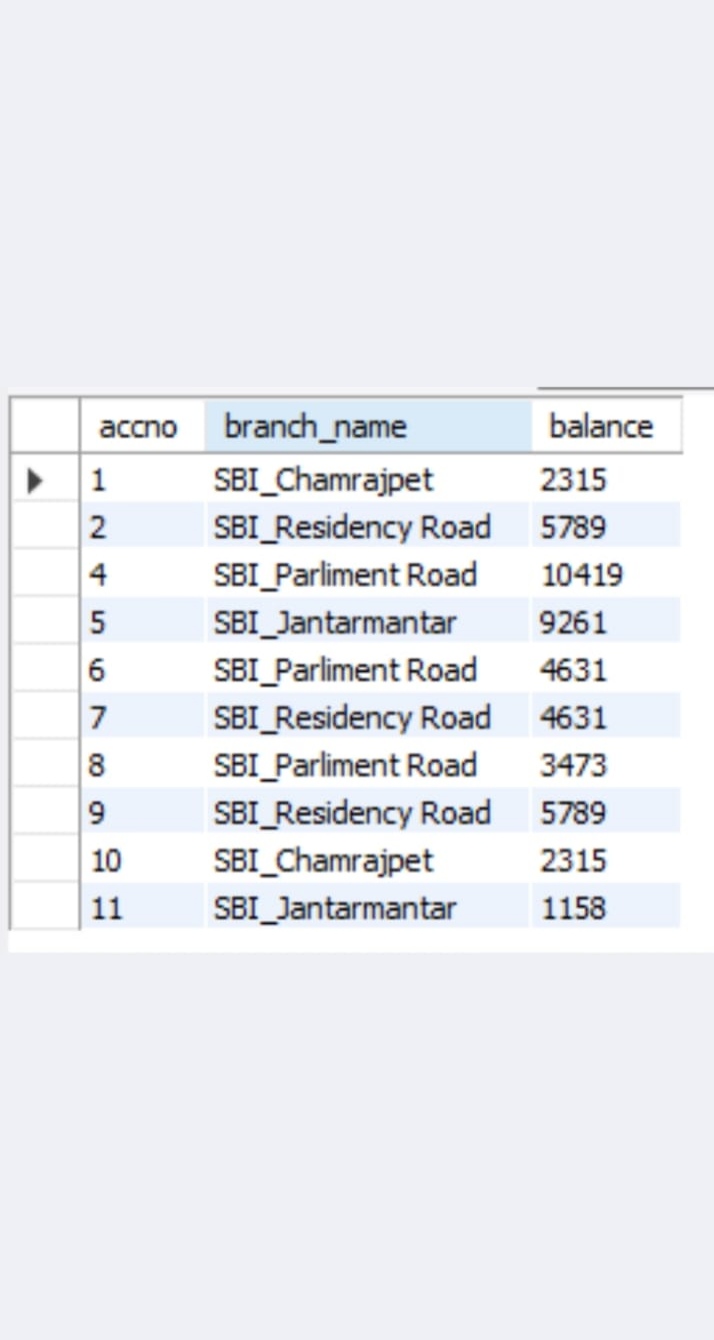 accno branch_name balance
1 SBI_Chamrajpet 2315
2 SBI_Residency Road 5789
4 SBI_Parliment Road 10419
5 SBI_Jantarmantar 9261
6 SBI_Parliment Road 4631
7 SBI_Residency Road 4631
8 SBI_Parliment Road 3473
9 SBI_Residency Road 5789
10 SBI_Chamrajpet 2315
11 SBI_Jantarmantar 1158